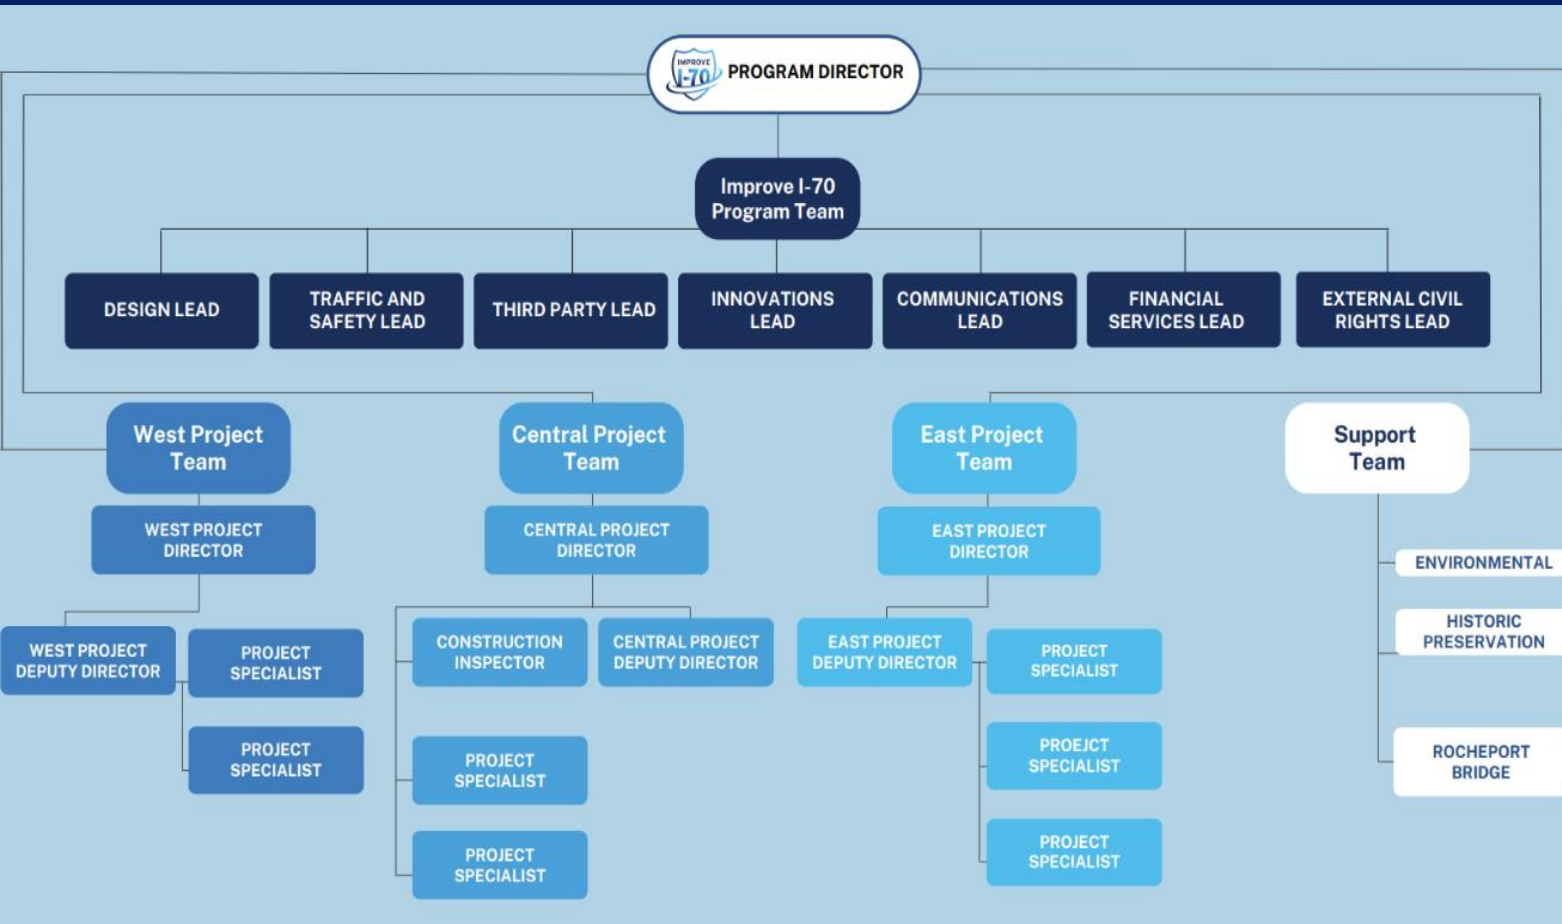 IMPROVE
I-70
PROGRAM DIRECTOR
Improve I-70
Program Team
DESIGN LEAD
TRAFFIC AND
SAFETY LEAD
THIRD PARTY LEAD
INNOVATIONS
LEAD
COMMUNICATIONS
LEAD
FINANCIAL
SERVICES LEAD
EXTERNAL CIVIL
RIGHTS LEAD
West Project
Team
WEST PROJECT
DIRECTOR
WEST PROJECT
DEPUTY DIRECTOR
PROJECT
SPECIALIST
PROJECT
SPECIALIST
Central Project
Team
CENTRAL PROJECT
DIRECTOR
CONSTRUCTION
INSPECTOR
CENTRAL PROJECT
DEPUTY DIRECTOR
PROJECT
SPECIALIST
PROJECT
SPECIALIST
East Project
Team
EAST PROJECT
DIRECTOR
EAST PROJECT
DEPUTY DIRECTOR
PROJECT
SPECIALIST
PROEJCT
SPECIALIST
PROJECT
SPECIALIST
Support
Team
ENVIRONMENTAL
HISTORIC
PRESERVATION
ROCHEPORT
BRIDGE